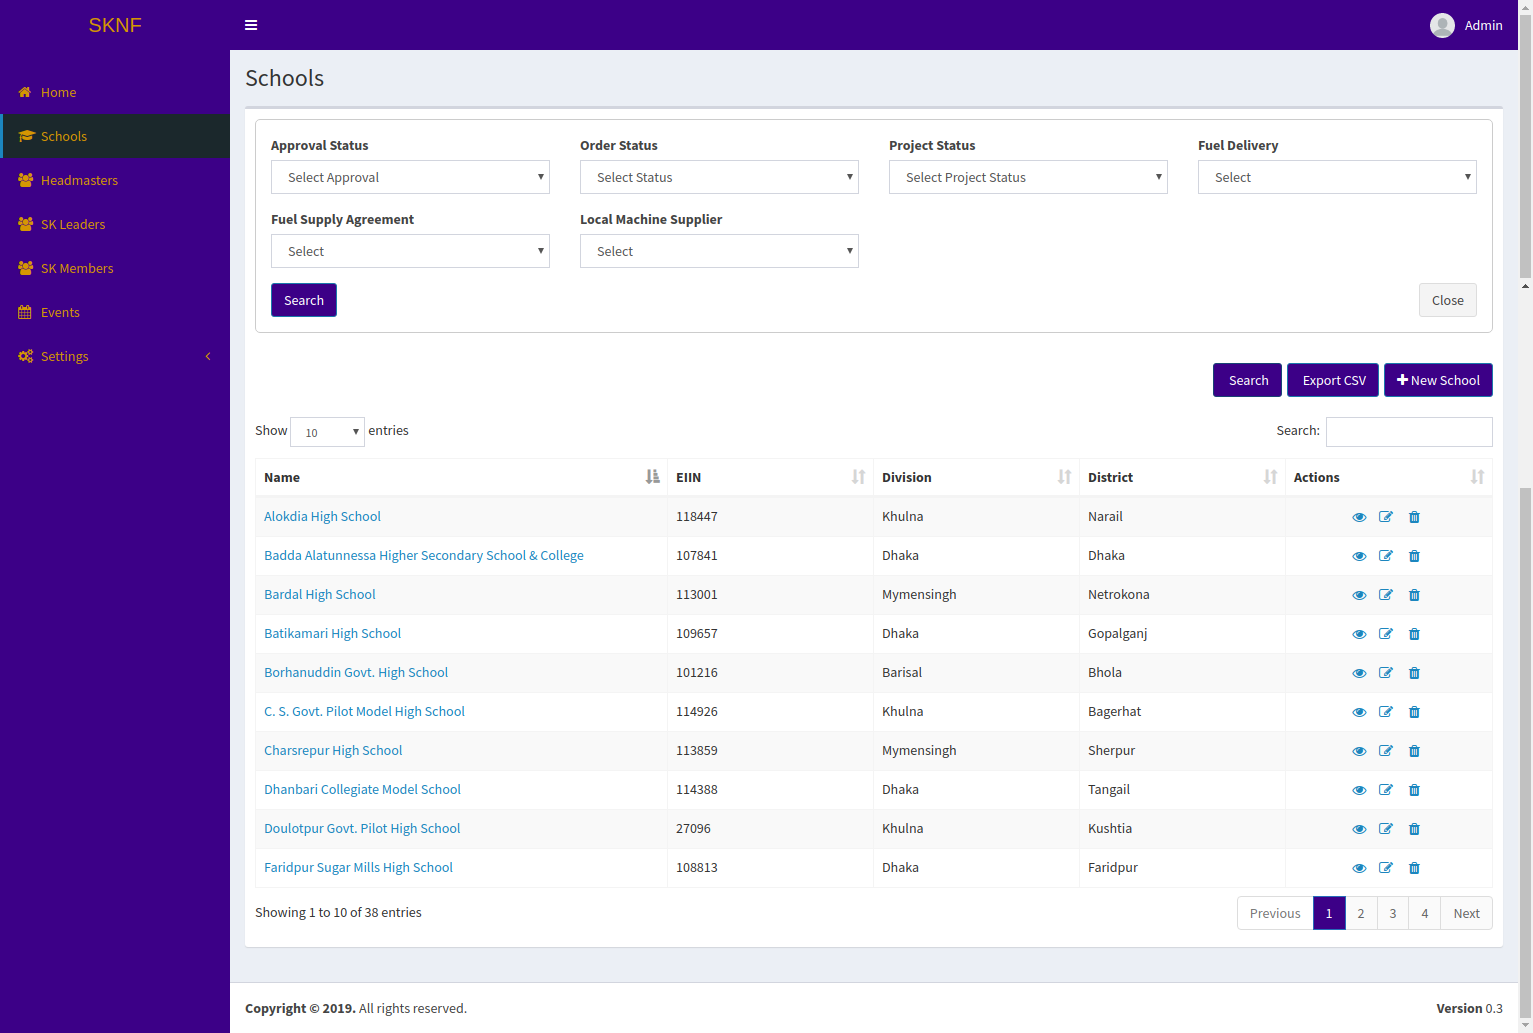 SKNF
Admin
Home
Schools
Headmasters
SK Leaders
SK Members
Events
Settings
Schools
Approval Status Order Status Project Status Fuel Delivery
Select Approval Select Status Select Project Status Select
Fuel Supply Agreement Local Machine Supplier
Select Select
Search Close
Search Export CSV New School
Show 10 entries Search:
Name EIIN Division District Actions
Alokdia High School 118447 Khulna Narail
Badda Alatunnessa Higher Secondary School & College 107841 Dhaka Dhaka
Bardal High School 113001 Mymensingh Netrokona
Batikamari High School 109657 Dhaka Gopalganj
Borhanuddin Govt. High School 101216 Barisal Bhola
C. S. Govt. Pilot Model High School 114926 Khulna Bagerhat
Charsrepur High School 113859 Mymensingh Sherpur
Dhanbari Collegiate Model School 114388 Dhaka Tangail
Doulotpur Govt. Pilot High School 27096 Khulna Kushtia
Faridpur Sugar Mills High School 108813 Dhaka Faridpur
Showing 1 to 10 of 38 entries Previous 1 2 3 4 Next
Copyright © 2019. All rights reserved. Version 0.3